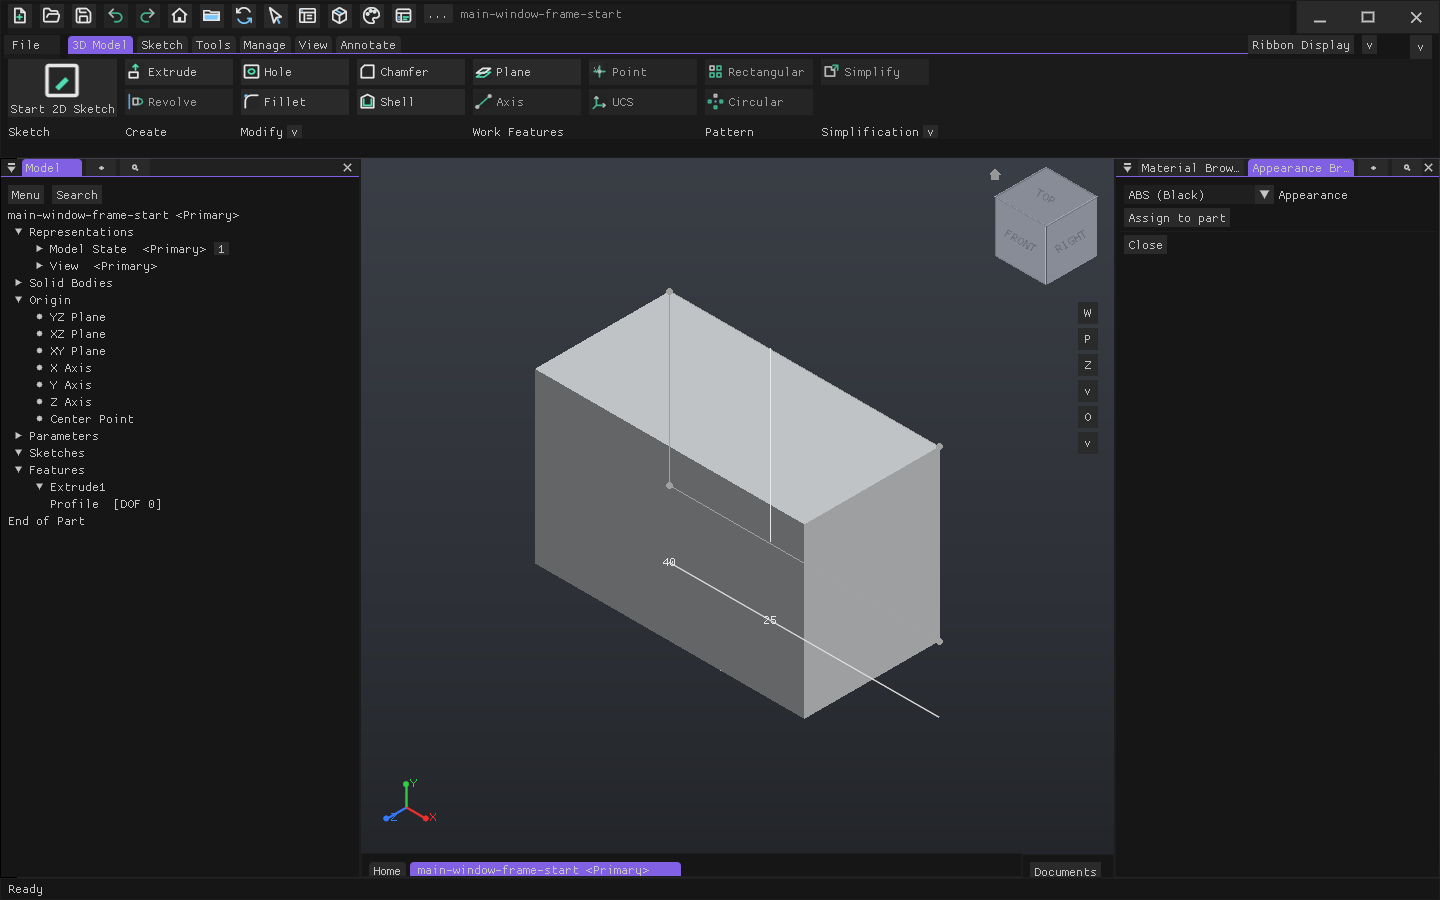 ... main-window-frame-start
File 3D Model Sketch Tools Manage View Annotate Ribbon Display v v
Start 2D Sketch
Extrude Hole Chamfer Plane Point Rectangular Simplify
Revolve Fillet Shell Axis UCS Circular
Sketch Create Modify v Work Features Pattern Simplification v
Model
Menu Search
main-window-frame-start <Primary>
Representations
Model State <Primary> 1
View <Primary>
Solid Bodies
Origin
YZ Plane
XZ Plane
XY Plane
X Axis
Y Axis
Z Axis
Center Point
Parameters
Sketches
Features
Extrude1
Profile [DOF 0]
End of Part
TOP
FRONT RIGHT
W
P
Z
v
O
v
40
25
Y
Z X
Home main-window-frame-start <Primary> Documents
Material Brow… Appearance Br…
ABS (Black) Appearance
Assign to part
Close
Ready